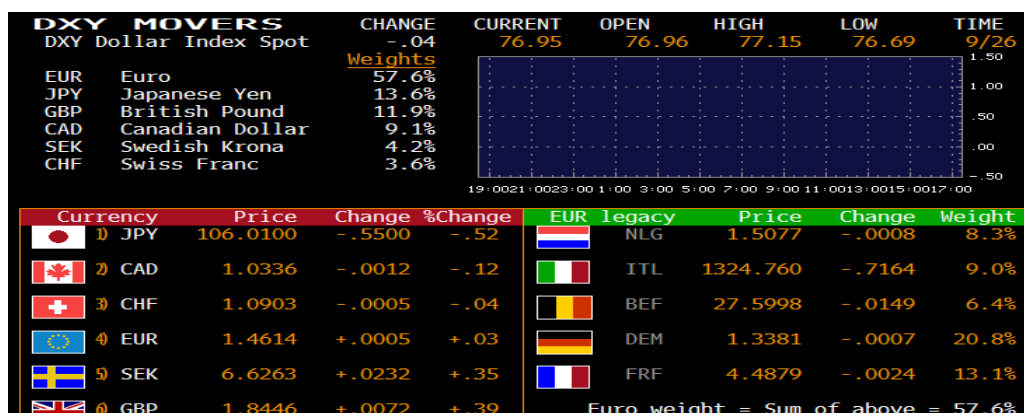 DXY MOVERS CHANGE CURRENT OPEN HIGH LOW TIME
DXY Dollar Index Spot -.04 76.95 76.96 77.15 76.69 9/26
Weights
EUR Euro 57.6%
JPY Japanese Yen 13.6%
GBP British Pound 11.9%
CAD Canadian Dollar 9.1%
SEK Swedish Krona 4.2%
CHF Swiss Franc 3.6%
1.50
1.00
.50
.00
-.50
19:00 21:00 23:00 1:00 3:00 5:00 7:00 9:00 11:00 13:00 15:00 17:00
Currency Price Change %Change EUR legacy Price Change Weight
1) JPY 106.0100 -.5500 -.52 NLG 1.5077 -.0008 8.3%
2) CAD 1.0336 -.0012 -.12 ITL 1324.760 -.7164 9.0%
3) CHF 1.0903 -.0005 -.04 BEF 27.5998 -.0149 6.4%
4) EUR 1.4614 +.0005 +.03 DEM 1.3381 -.0007 20.8%
5) SEK 6.6263 +.0232 +.35 FRF 4.4879 -.0024 13.1%
6) GBP 1.8446 +.0072 +.39 Euro weight = Sum of above = 57.6%